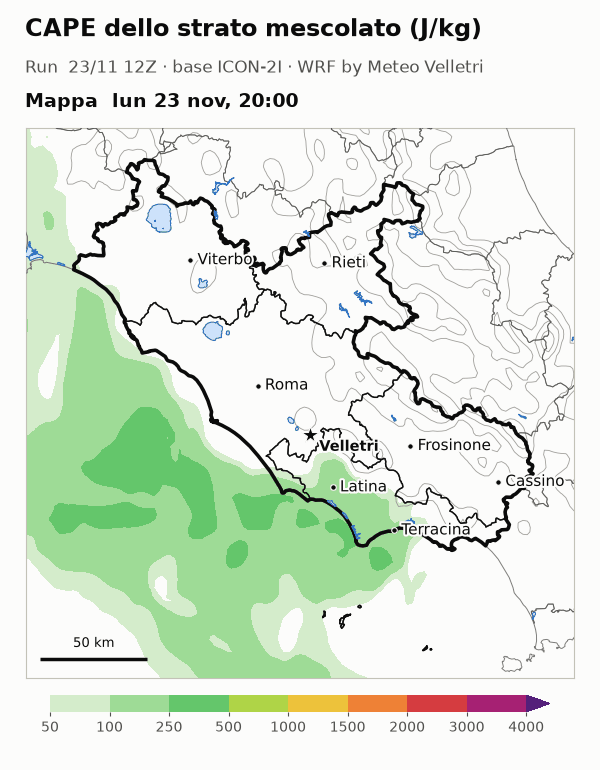 CAPE dello strato mescolato (J/kg)
Run  23/11 12Z · base ICON-2I · WRF by Meteo Velletri
Mappa  lun 23 nov, 20:00
Viterbo
Rieti
Roma
Velletri
Frosinone
Latina
Cassino
Terracina
50 km
50 100 250 500 1000 1500 2000 3000 4000